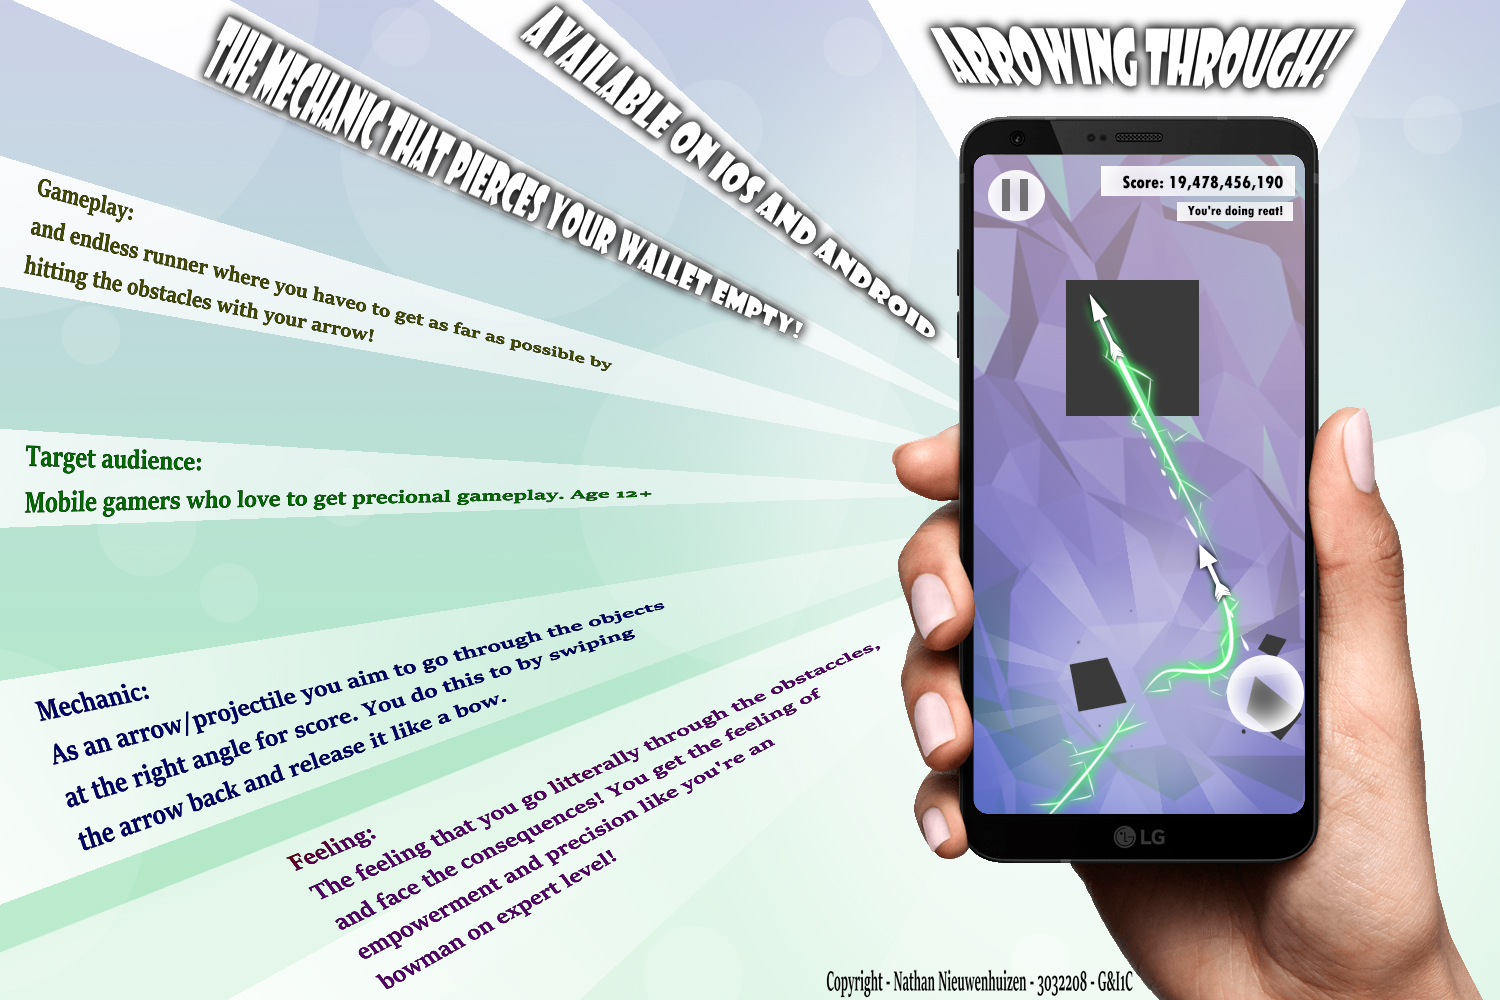 ARROWING THROUGH!
AVAILABLE ON IOS AND ANDROID
THE MECHANIC THAT PIERCES YOUR WALLET EMPTY!
Gameplay:
and endless runner where you haveo to get as far as possible by
hitting the obstacles with your arrow!
Target audience:
Mobile gamers who love to get precional gameplay. Age 12+
Mechanic:
As an arrow/projectile you aim to go through the objects
at the right angle for score. You do this to by swiping
the arrow back and release it like a bow.
Feeling:
The feeling that you go litterally through the obstaccles,
and face the consequences! You get the feeling of
empowerment and precision like you're an
bowman on expert level!
Score: 19,478,456,190
You're doing reat!
LG
Copyright - Nathan Nieuwenhuizen - 3032208 - G&I1C